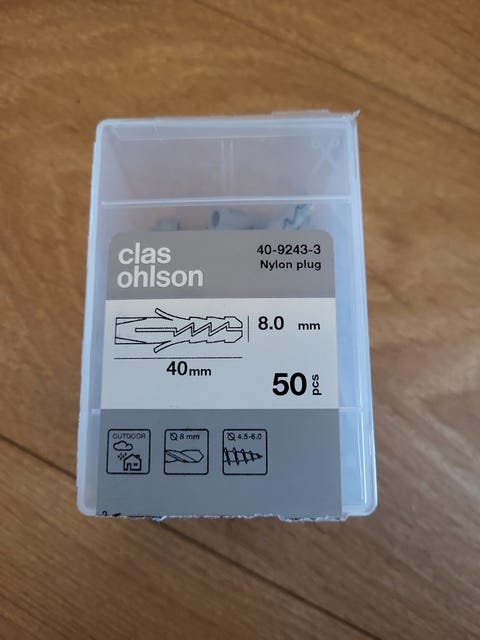 clas
ohlson
40-9243-3
Nylon plug
8.0 mm
40mm
50 pcs
OUTDOOR
Ø 8 mm
Ø 4.5-6.0